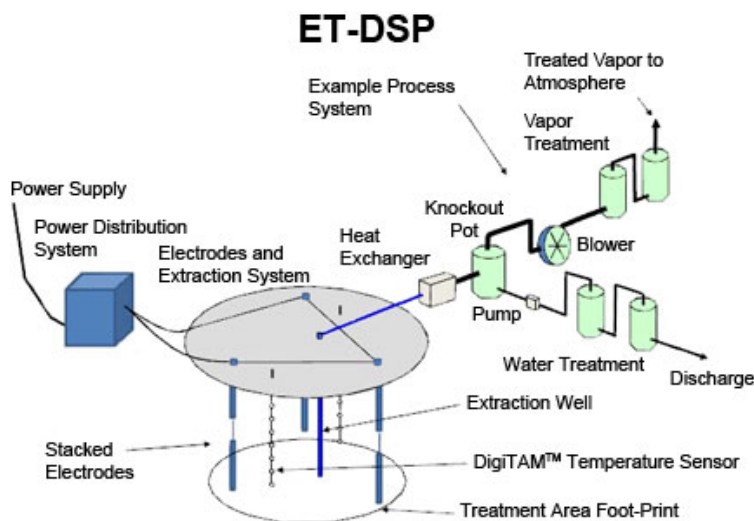 ET-DSP
Treated Vapor to
Atmosphere
Example Process
System
Vapor
Treatment
Power Supply
Power Distribution
System
Electrodes and
Extraction System
Heat
Exchanger
Knockout
Pot
Blower
Pump
Water Treatment
Discharge
I
I
Extraction Well
Stacked
Electrodes
DigiTAM™ Temperature Sensor
Treatment Area Foot-Print